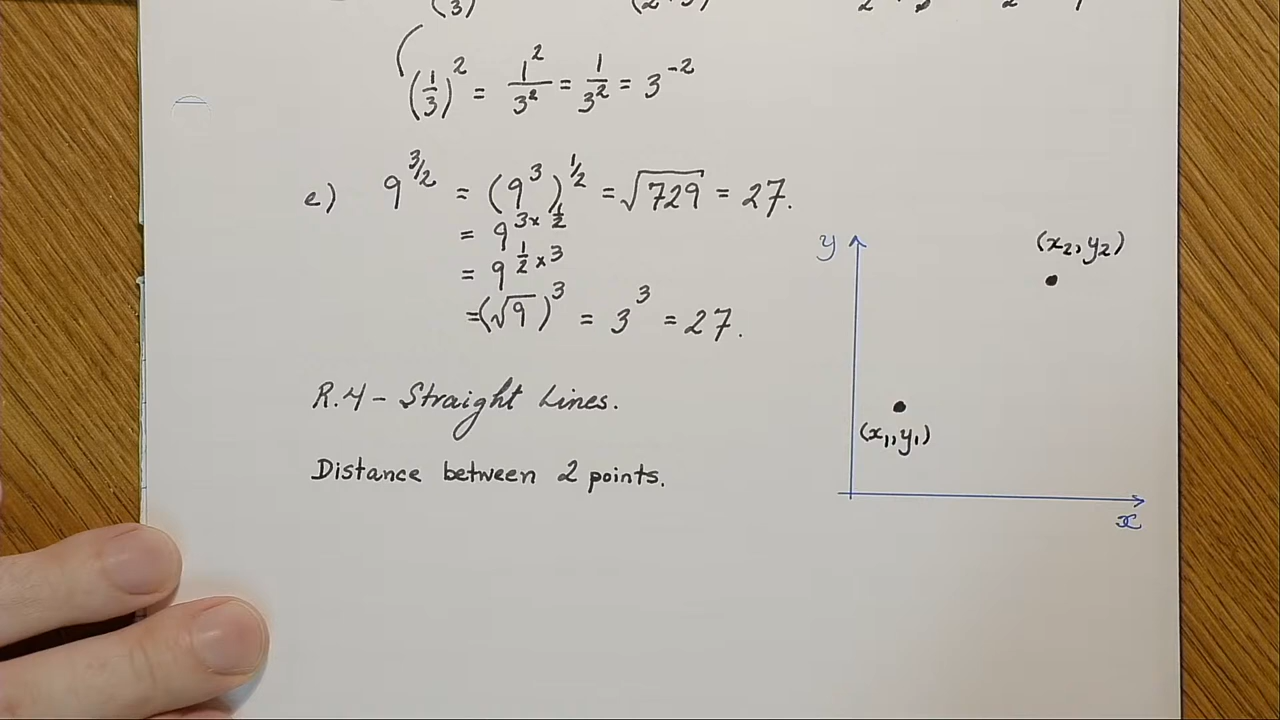 (1/3)² = 1²/3² = 1/3² = 3⁻²
e) 9^(3/2) = (9³)^(1/2) = √729 = 27.
= 9^(3×1/2)
= 9^(1/2×3)
=(√9)³ = 3³ = 27.
R.4 - Straight Lines.
Distance between 2 points.
y
(x₂, y₂)
(x₁, y₁)
x